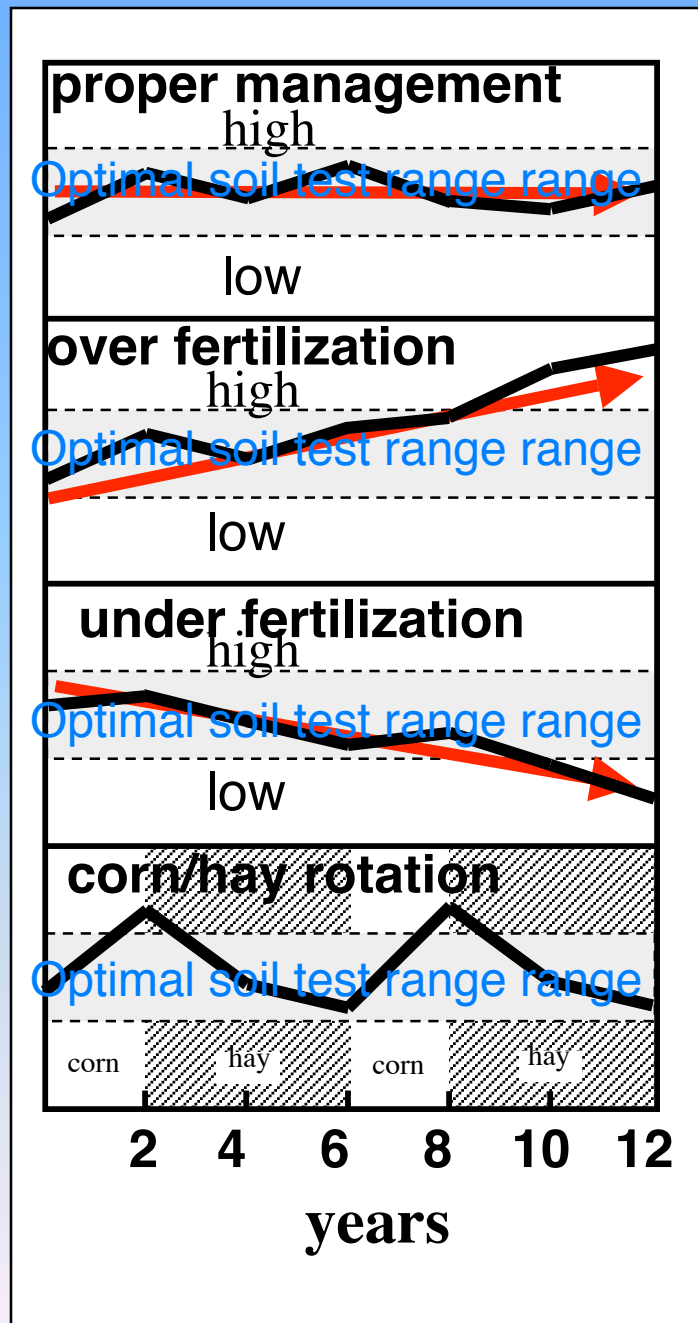 proper management
high
Optimal soil test range range
low
over fertilization
high
Optimal soil test range range
low
under fertilization
high
Optimal soil test range range
low
corn/hay rotation
Optimal soil test range range
corn hay corn hay
2 4 6 8 10 12
years